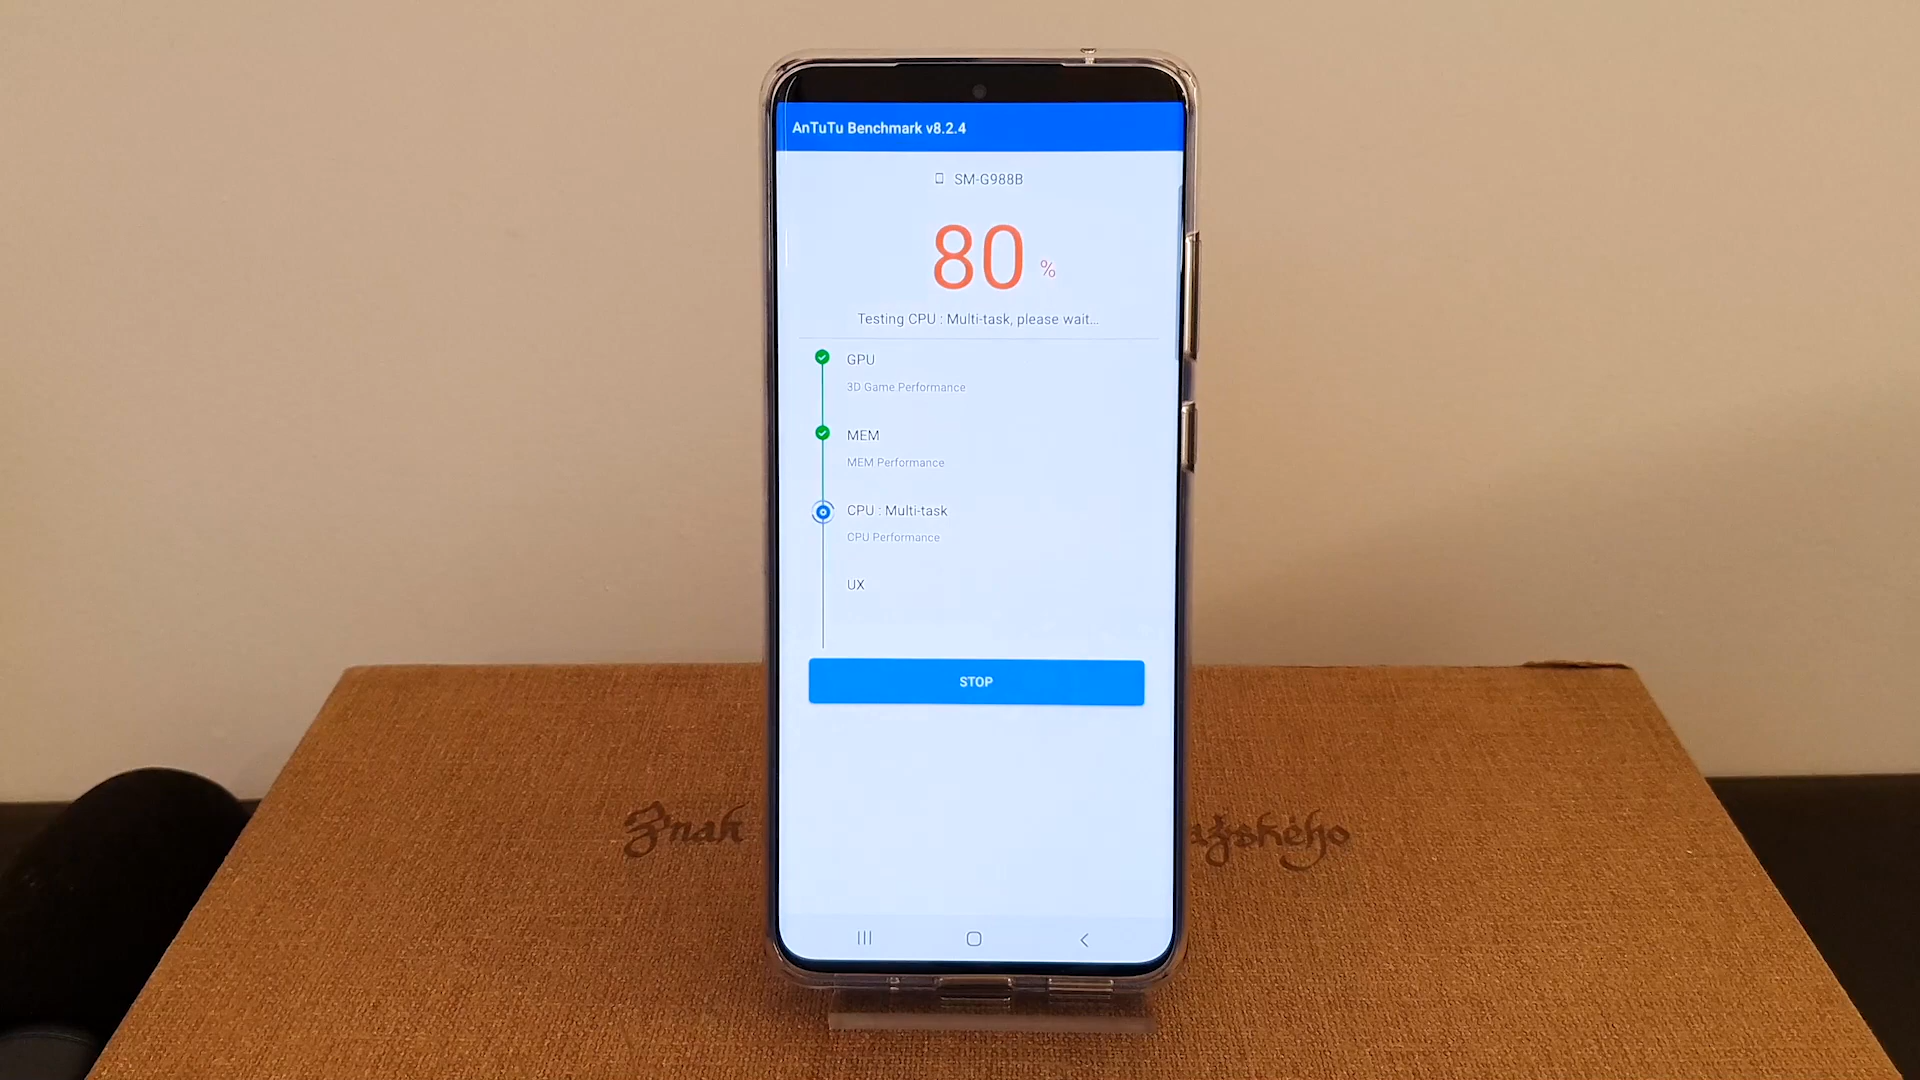 AnTuTu Benchmark v8.2.4
SM-G988B
80 %
Testing CPU : Multi-task, please wait...
GPU
3D Game Performance
MEM
MEM Performance
CPU : Multi-task
CPU Performance
UX
STOP
Znak